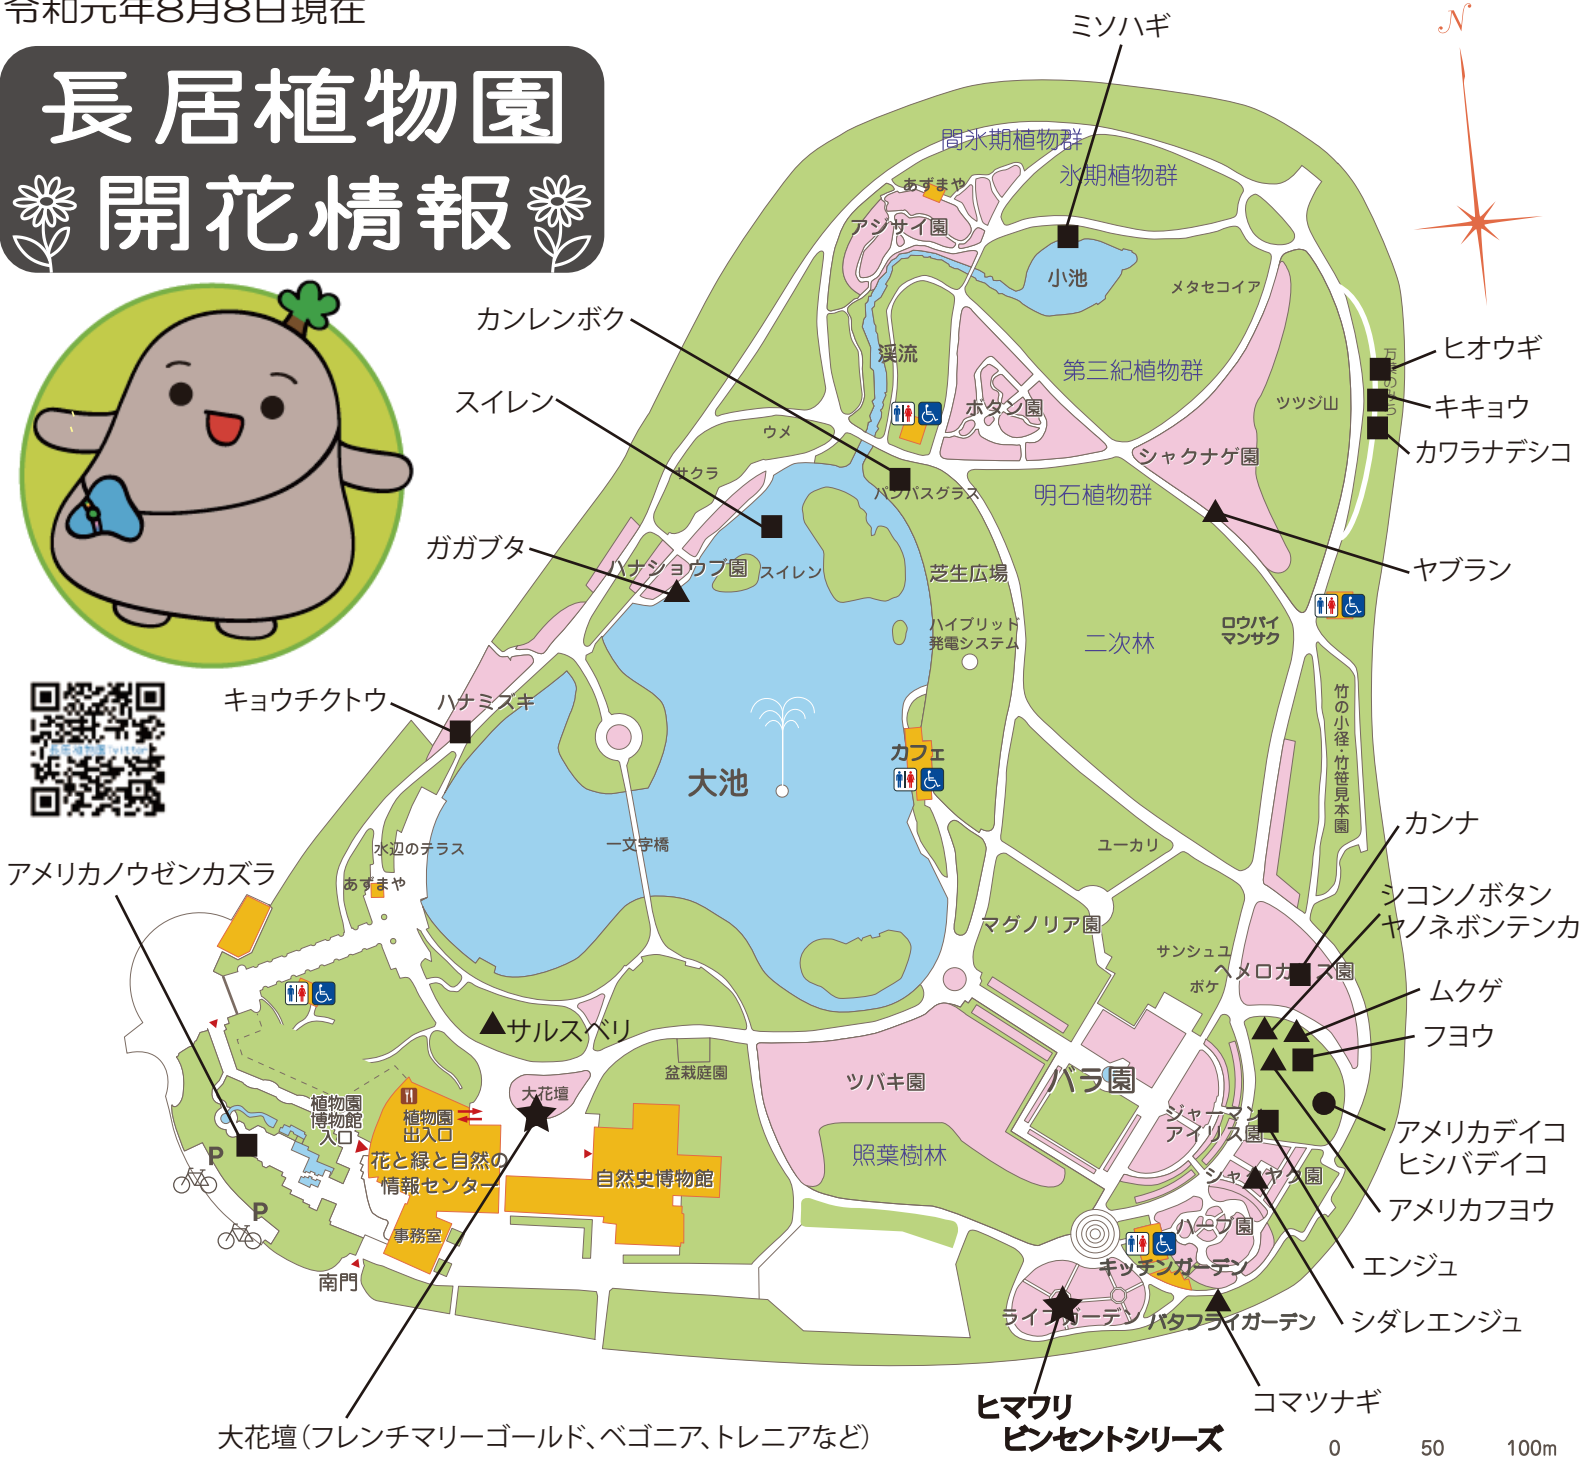 令和元年8月8日現在
長居植物園
開花情報
N
ミソハギ
間氷期植物群
氷期植物群
あずまや
アジサイ園
小池
メタセコイア
カンレンボク
渓流
第三紀植物群
ヒオウギ
スイレン
ボタン園
ツツジ山
キキョウ
ウメ
カワラナデシコ
サクラ
シャクナゲ園
パンパスグラス
明石植物群
ガガブタ
ハナショウブ園
スイレン
芝生広場
ヤブラン
ハイブリッド
発電システム
二次林
ロウバイ
マンサク
キョウチクトウ
ハナミズキ
竹の小径・竹笹見本園
長居植物園Twitter
カフェ
大池
カンナ
水辺のテラス
一文字橋
ユーカリ
アメリカノウゼンカズラ
あずまや
シコンノボタン
ヤノネボンテンカ
マグノリア園
サンシュユ
ボケ
ムクゲ
サルスベリ
フヨウ
盆栽庭園
ツバキ園
バラ園
大花壇
植物園
博物館
入口
植物園
出入口
ジャーマン
アイリス園
アメリカデイコ
ヒシバデイコ
P
花と緑と自然の
情報センター
自然史博物館
照葉樹林
シャクヤク園
アメリカフヨウ
P
事務室
ハーブ園
南門
キッチンガーデン
エンジュ
ライフガーデン
バタフライガーデン
シダレエンジュ
コマツナギ
大花壇（フレンチマリーゴールド、ベゴニア、トレニアなど）
ヒマワリ
ビンセントシリーズ
0 50 100m